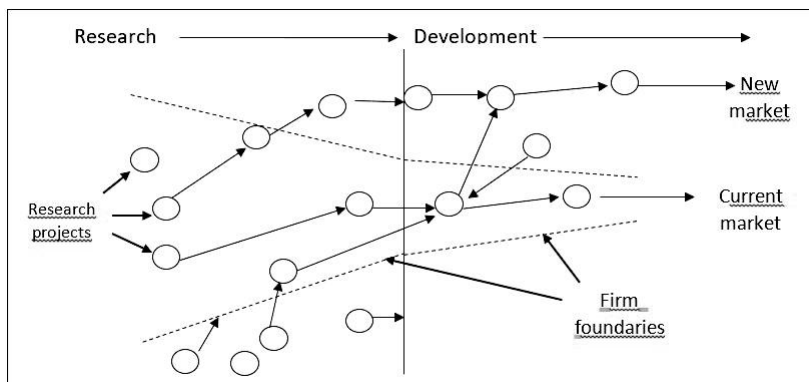 Research
Development
New
market
Research
projects
Current
market
Firm
foundaries